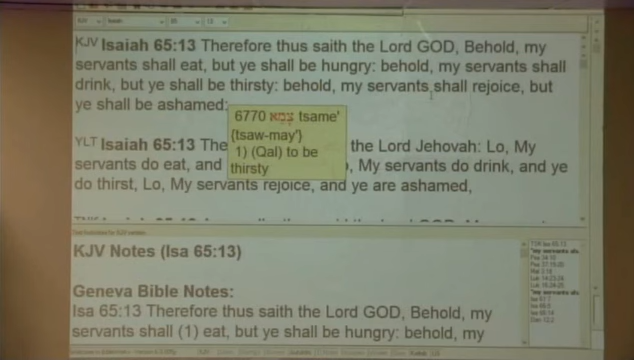 KJV Isaiah 65 13
KJV Isaiah 65:13 Therefore thus saith the Lord GOD, Behold, my
servants shall eat, but ye shall be hungry: behold, my servants shall
drink, but ye shall be thirsty: behold, my servants shall rejoice, but
ye shall be ashamed:
6770 צמא tsame'
{tsaw-may'}
1) (Qal) to be
thirsty
YLT Isaiah 65:13 The the Lord Jehovah: Lo, My
servants do eat, and , My servants do drink, and ye
do thirst, Lo, My servants rejoice, and ye are ashamed,
KJV Notes (Isa 65:13)
Geneva Bible Notes:
Isa 65:13 Therefore thus saith the Lord GOD, Behold, my
servants shall (1) eat, but ye shall be hungry: behold, my